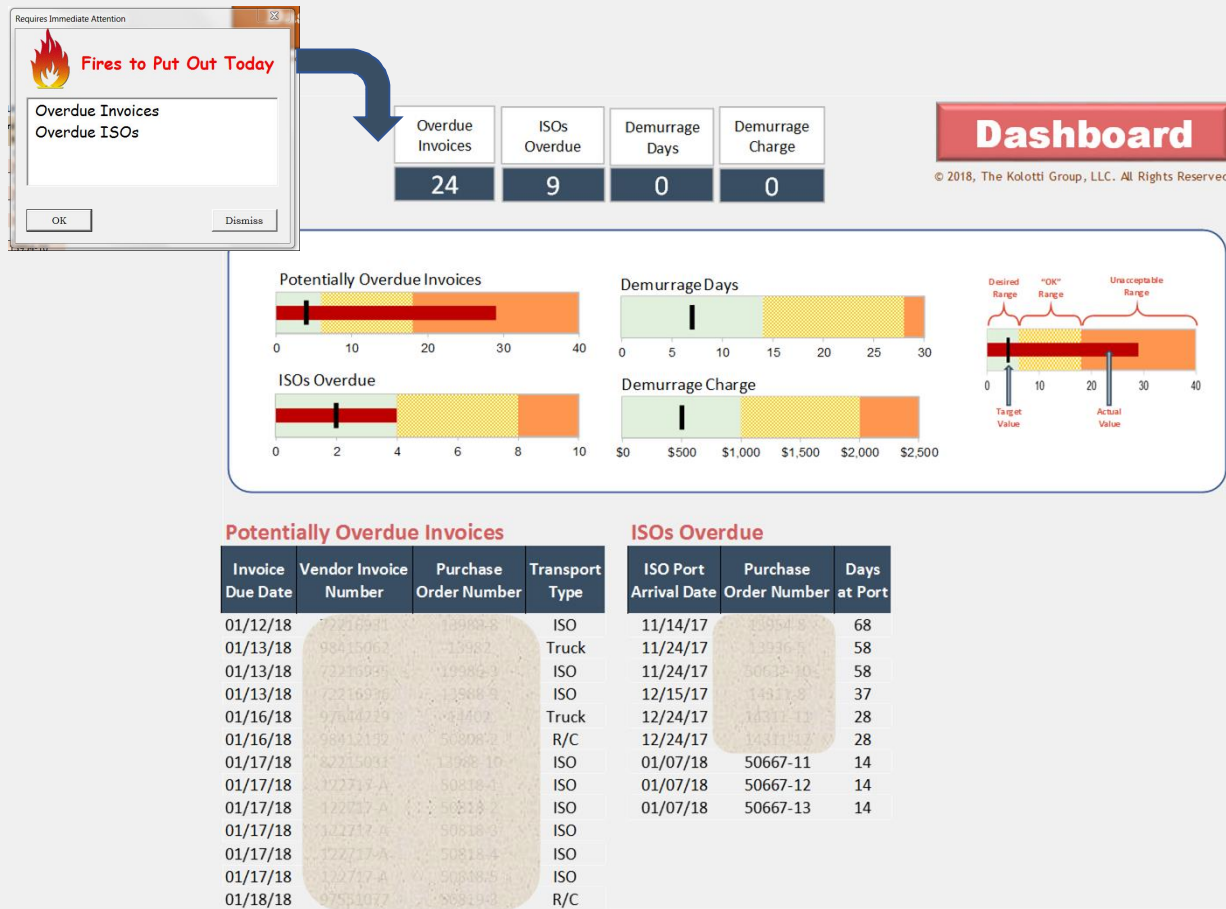 Requires Immediate Attention
Fires to Put Out Today
Overdue Invoices
Overdue ISOs
OK
Dismiss
Overdue Invoices
ISOs Overdue
Demurrage Days
Demurrage Charge
24
9
0
0
Dashboard
© 2018, The Kolotti Group, LLC. All Rights Reserved
Potentially Overdue Invoices
0 10 20 30 40
ISOs Overdue
0 2 4 6 8 10
Demurrage Days
0 5 10 15 20 25 30
Demurrage Charge
$0 $500 $1,000 $1,500 $2,000 $2,500
Desired Range
"OK" Range
Unacceptable Range
0 10 20 30 40
Target Value
Actual Value
Potentially Overdue Invoices
Invoice Due Date Vendor Invoice Number Purchase Order Number Transport Type
01/12/18 ISO
01/13/18 Truck
01/13/18 ISO
01/13/18 ISO
01/16/18 Truck
01/16/18 R/C
01/17/18 ISO
01/17/18 ISO
01/17/18 ISO
01/17/18 ISO
01/17/18 ISO
01/17/18 ISO
01/18/18 R/C
ISOs Overdue
ISO Port Arrival Date Purchase Order Number Days at Port
11/14/17 68
11/24/17 58
11/24/17 58
12/15/17 37
12/24/17 28
12/24/17 28
01/07/18 50667-11 14
01/07/18 50667-12 14
01/07/18 50667-13 14